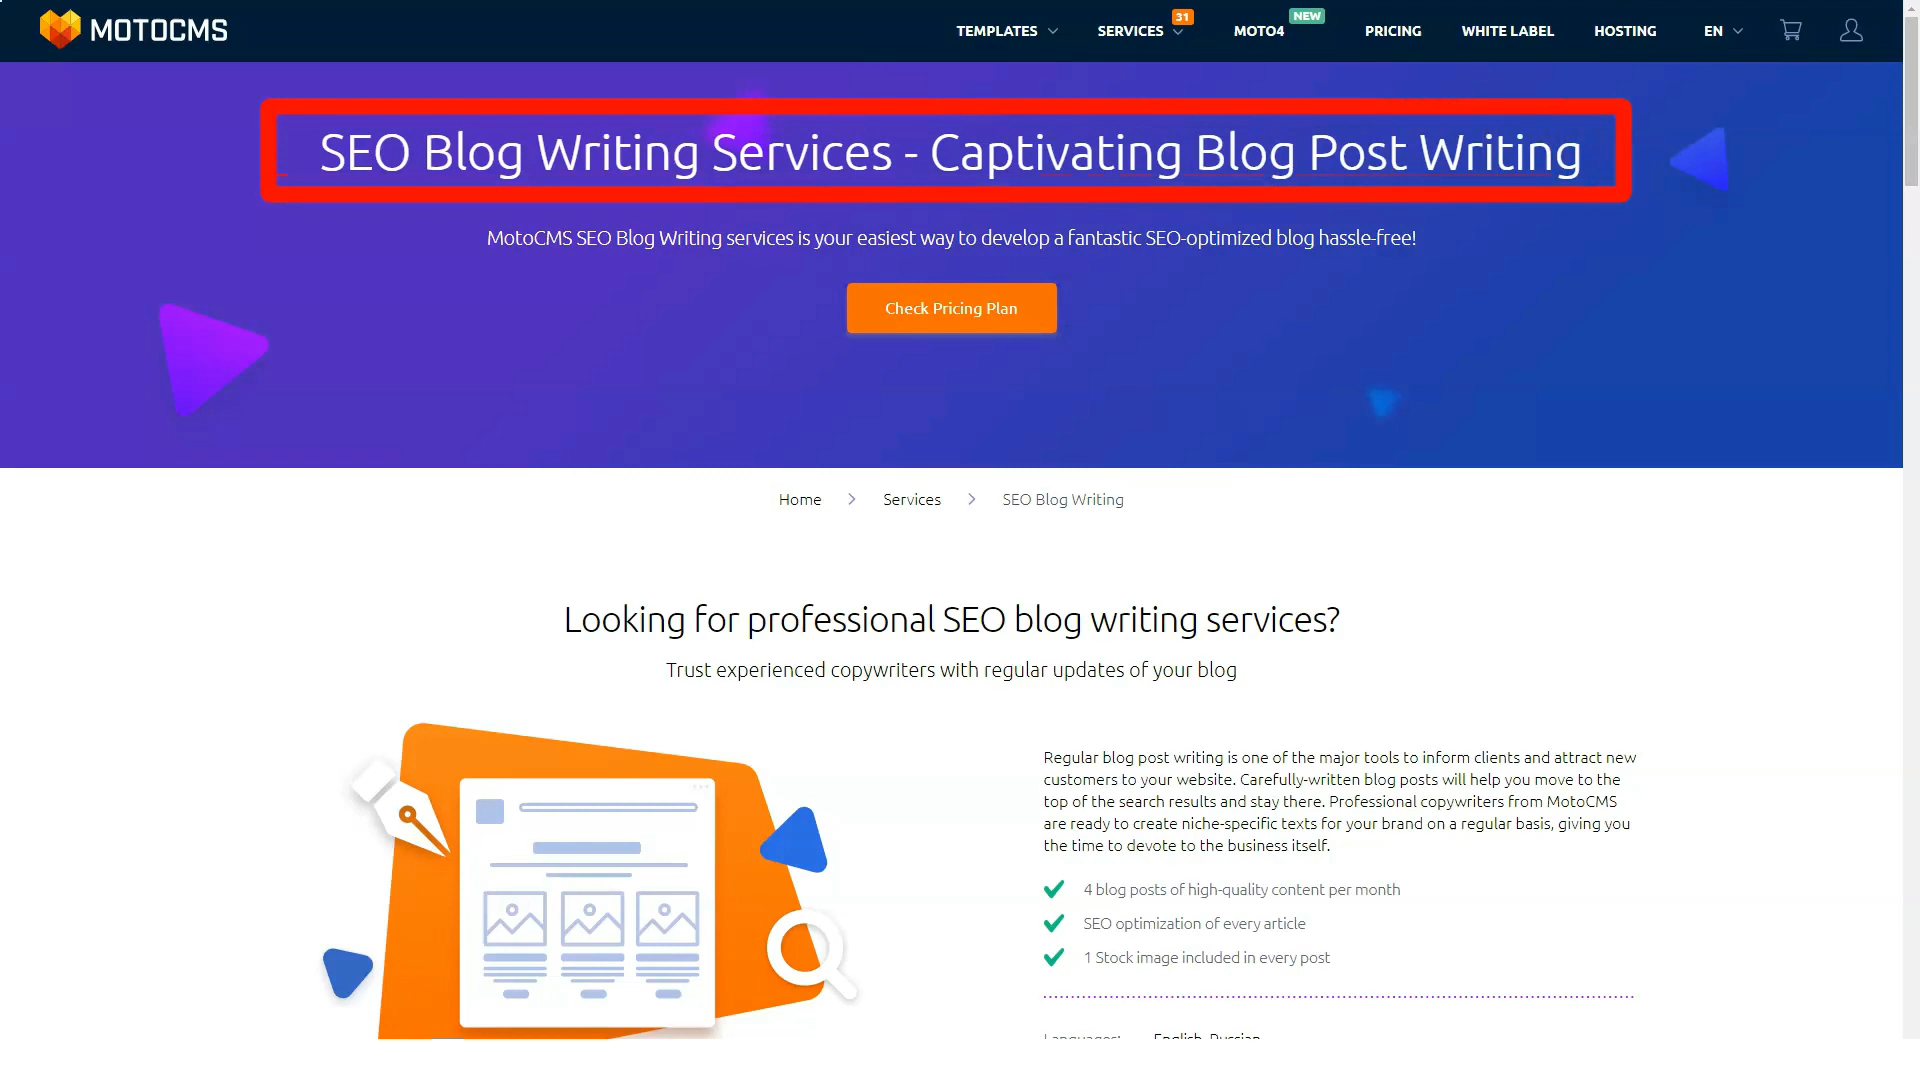 MOTOCMS
TEMPLATES SERVICES 31 MOTO4 NEW PRICING WHITE LABEL HOSTING EN
SEO Blog Writing Services - Captivating Blog Post Writing
MotoCMS SEO Blog Writing services is your easiest way to develop a fantastic SEO-optimized blog hassle-free!
Check Pricing Plan
Home Services SEO Blog Writing
Looking for professional SEO blog writing services?
Trust experienced copywriters with regular updates of your blog
Regular blog post writing is one of the major tools to inform clients and attract new
customers to your website. Carefully-written blog posts will help you move to the
top of the search results and stay there. Professional copywriters from MotoCMS
are ready to create niche-specific texts for your brand on a regular basis, giving you
the time to devote to the business itself.
4 blog posts of high-quality content per month
SEO optimization of every article
1 Stock image included in every post
Languages: English, Russian